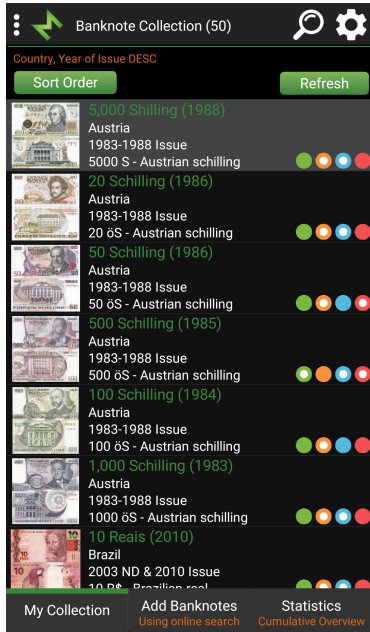 Banknote Collection (50)
Country, Year of Issue DESC
Sort Order
Refresh
5,000 Shilling (1988)
Austria
1983-1988 Issue
5000 S - Austrian schilling
20 Schilling (1986)
Austria
1983-1988 Issue
20 öS - Austrian schilling
50 Schilling (1986)
Austria
1983-1988 Issue
50 öS - Austrian schilling
500 Schilling (1985)
Austria
1983-1988 Issue
500 öS - Austrian schilling
100 Schilling (1984)
Austria
1983-1988 Issue
100 öS - Austrian schilling
1,000 Schilling (1983)
Austria
1983-1988 Issue
1000 öS - Austrian schilling
10 Reais (2010)
Brazil
2003 ND & 2010 Issue
10 R$ - Brazilian real
My Collection
Add Banknotes
Using online search
Statistics
Cumulative Overview